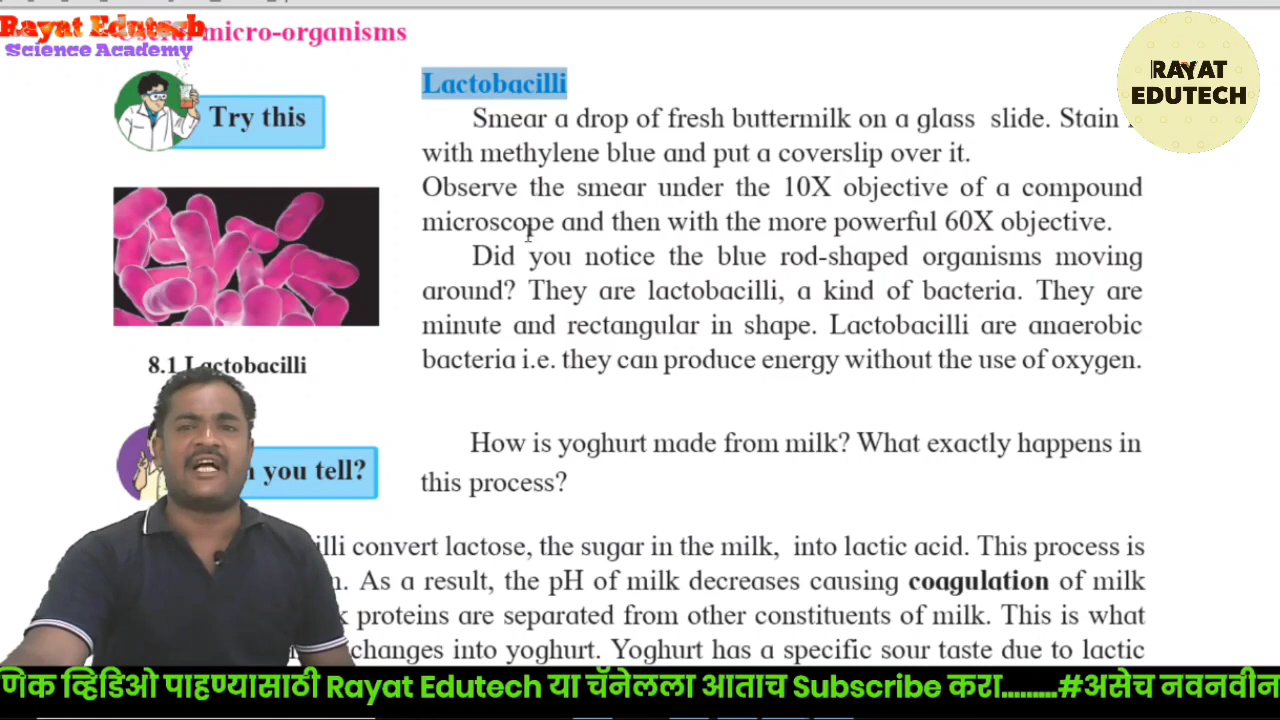 Rayat Edutech
Science Academy
Useful micro-organisms
RAYAT
EDUTECH
Try this
Lactobacilli
Smear a drop of fresh buttermilk on a glass slide. Stain
with methylene blue and put a coverslip over it.
Observe the smear under the 10X objective of a compound
microscope and then with the more powerful 60X objective.
Did you notice the blue rod-shaped organisms moving
around? They are lactobacilli, a kind of bacteria. They are
minute and rectangular in shape. Lactobacilli are anaerobic
bacteria i.e. they can produce energy without the use of oxygen.
8.1 Lactobacilli
you tell?
How is yoghurt made from milk? What exactly happens in
this process?
convert lactose, the sugar in the milk, into lactic acid. This process is
As a result, the pH of milk decreases causing coagulation of milk
proteins are separated from other constituents of milk. This is what
changes into yoghurt. Yoghurt has a specific sour taste due to lactic
णिक व्हिडिओ पाहण्यासाठी Rayat Edutech या चॅनेलला आताच Subscribe करा.........#असेच नवनवीन